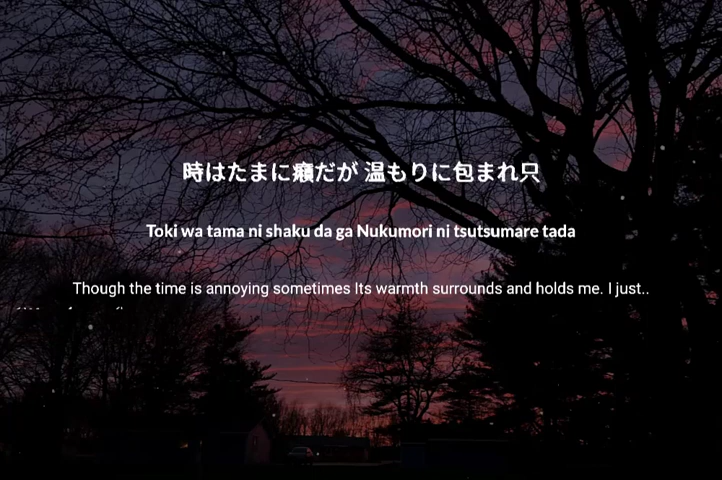 時はたまに癪だが 温もりに包まれ只
Toki wa tama ni shaku da ga Nukumori ni tsutsumare tada
Though the time is annoying sometimes Its warmth surrounds and holds me. I just..